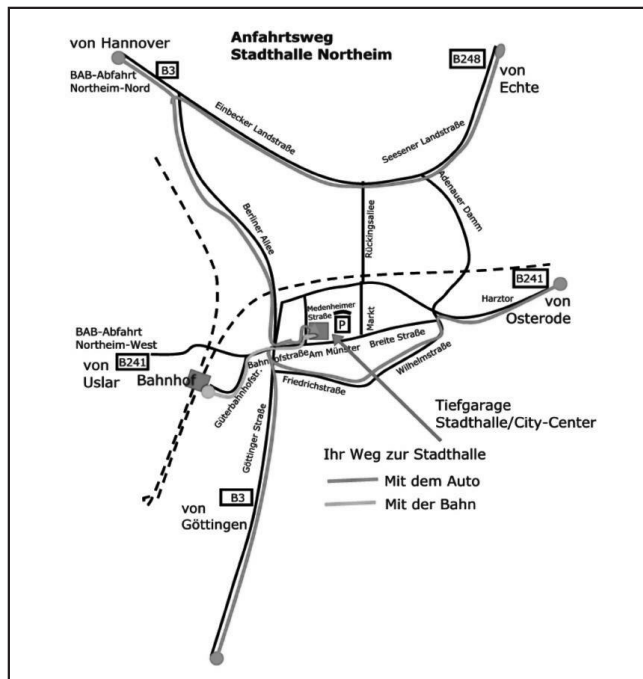 Anfahrtsweg
Stadthalle Northeim
von Hannover
B3
BAB-Abfahrt
Northeim-Nord
B248
von
Echte
Einbecker Landstraße
Seesener Landstraße
Adenauer Damm
Berliner Allee
Rückingsallee
B241
von
Osterode
Harztor
Medenheimer
Straße
P
Markt
BAB-Abfahrt
Northeim-West
von
Uslar
B241
Bahnhof
Bahnhofstraße
Am Münster
Breite Straße
Wilhelmstraße
Friedrichstraße
Güterbahnhofstr.
Göttinger Straße
Tiefgarage
Stadthalle/City-Center
Ihr Weg zur Stadthalle
Mit dem Auto
Mit der Bahn
B3
von
Göttingen